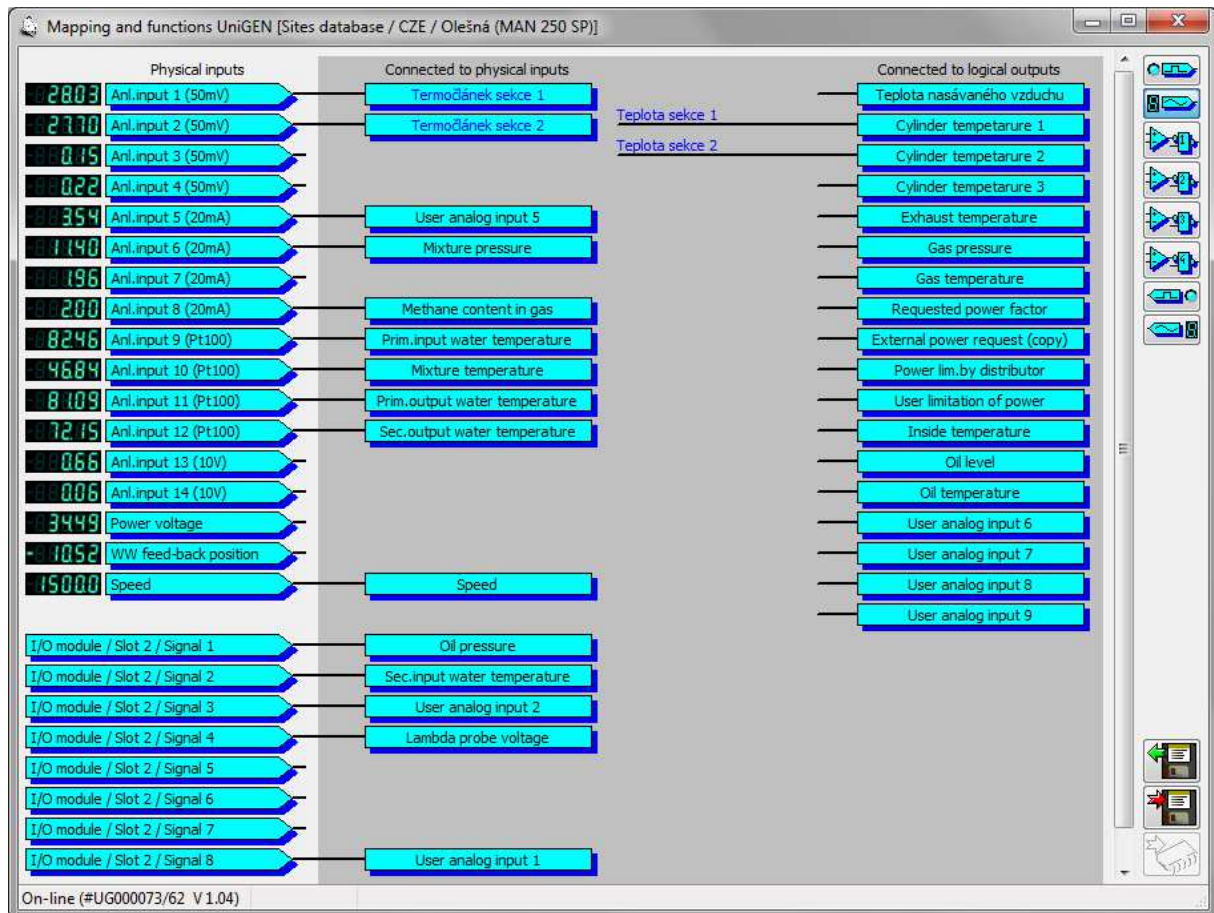 Mapping and functions UniGEN [Sites database / CZE / Olešná (MAN 250 SP)]
Physical inputs Connected to physical inputs Connected to logical outputs
28.03 Anl.input 1 (50mV) Termočlánek sekce 1 Teplota nasávaného vzduchu
27.70 Anl.input 2 (50mV) Termočlánek sekce 2 Teplota sekce 1 Cylinder tempetarure 1
0.15 Anl.input 3 (50mV) Teplota sekce 2 Cylinder tempetarure 2
0.22 Anl.input 4 (50mV) Cylinder tempetarure 3
3.54 Anl.input 5 (20mA) User analog input 5 Exhaust temperature
11.40 Anl.input 6 (20mA) Mixture pressure Gas pressure
1.96 Anl.input 7 (20mA) Gas temperature
2.00 Anl.input 8 (20mA) Methane content in gas Requested power factor
82.46 Anl.input 9 (Pt100) Prim.input water temperature External power request (copy)
46.84 Anl.input 10 (Pt100) Mixture temperature Power lim.by distributor
81.09 Anl.input 11 (Pt100) Prim.output water temperature User limitation of power
72.15 Anl.input 12 (Pt100) Sec.output water temperature Inside temperature
0.66 Anl.input 13 (10V) Oil level
0.06 Anl.input 14 (10V) Oil temperature
34.49 Power voltage User analog input 6
-10.52 WW feed-back position User analog input 7
1500.0 Speed Speed User analog input 8
User analog input 9
I/O module / Slot 2 / Signal 1 Oil pressure
I/O module / Slot 2 / Signal 2 Sec.input water temperature
I/O module / Slot 2 / Signal 3 User analog input 2
I/O module / Slot 2 / Signal 4 Lambda probe voltage
I/O module / Slot 2 / Signal 5
I/O module / Slot 2 / Signal 6
I/O module / Slot 2 / Signal 7
I/O module / Slot 2 / Signal 8 User analog input 1
On-line (#UG000073/62 V 1.04)